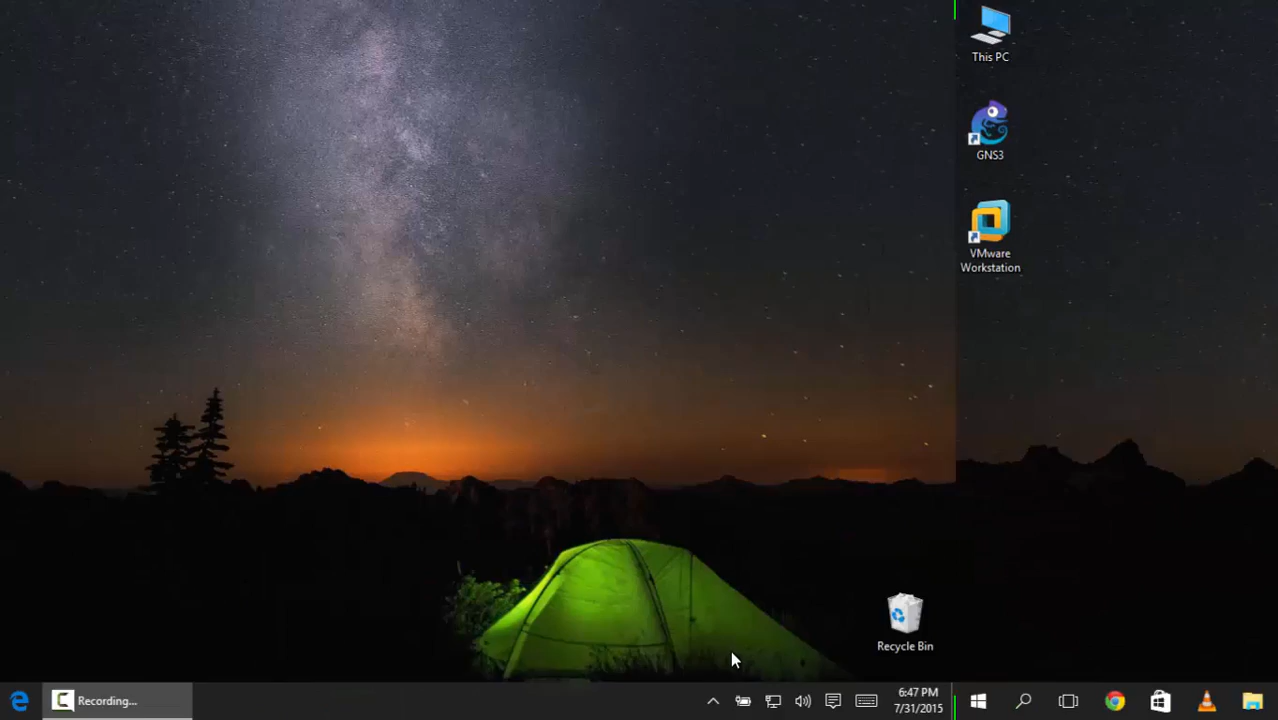 This PC
GNS3
VMware
Workstation
Recycle Bin
Recording...
6:47 PM
7/31/2015